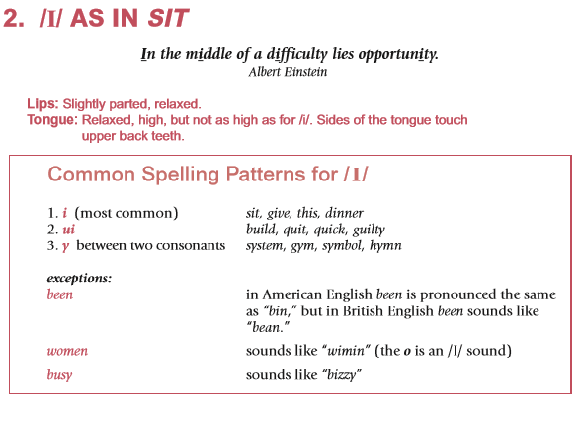 2. /I/ AS IN SIT
In the middle of a difficulty lies opportunity.
Albert Einstein
Lips: Slightly parted, relaxed.
Tongue: Relaxed, high, but not as high as for /i/. Sides of the tongue touch
upper back teeth.
Common Spelling Patterns for /I/
1. i (most common) sit, give, this, dinner
2. ui build, quit, quick, guilty
3. y between two consonants system, gym, symbol, hymn
exceptions:
been in American English been is pronounced the same
as "bin," but in British English been sounds like
"bean."
women sounds like "wimin" (the o is an /I/ sound)
busy sounds like "bizzy"